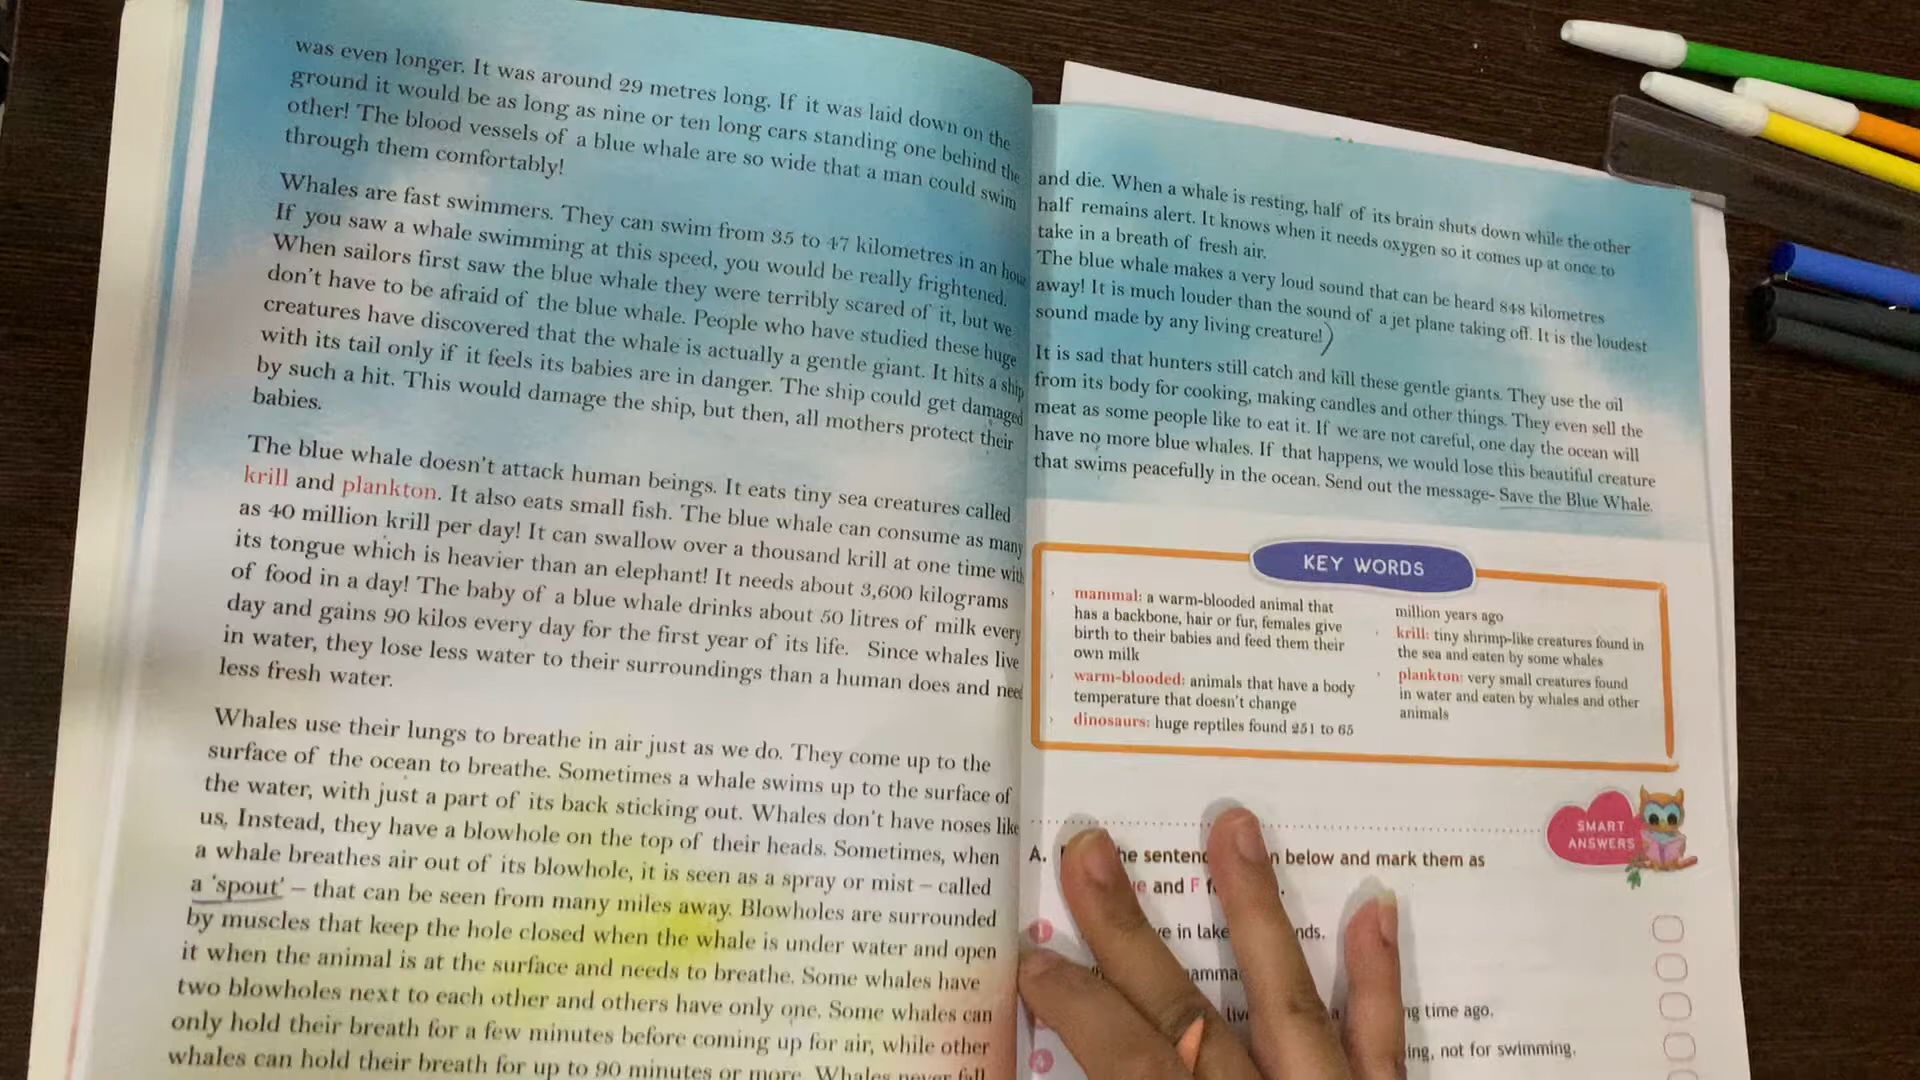 was even longer. It was around 29 metres long. If it was laid down on the
ground it would be as long as nine or ten long cars standing one behind the
other! The blood vessels of a blue whale are so wide that a man could swim
through them comfortably!
Whales are fast swimmers. They can swim from 35 to 47 kilometres in an hour
If you saw a whale swimming at this speed, you would be really frightened.
When sailors first saw the blue whale they were terribly scared of it, but we
don't have to be afraid of the blue whale. People who have studied these huge
creatures have discovered that the whale is actually a gentle giant. It hits a ship
with its tail only if it feels its babies are in danger. The ship could get damaged
by such a hit. This would damage the ship, but then, all mothers protect their
babies.
The blue whale doesn't attack human beings. It eats tiny sea creatures called
krill and plankton. It also eats small fish. The blue whale can consume as many
as 40 million krill per day! It can swallow over a thousand krill at one time with
its tongue which is heavier than an elephant! It needs about 3,600 kilograms
of food in a day! The baby of a blue whale drinks about 50 litres of milk every
day and gains 90 kilos every day for the first year of its life. Since whales live
in water, they lose less water to their surroundings than a human does and need
less fresh water.
Whales use their lungs to breathe in air just as we do. They come up to the
surface of the ocean to breathe. Sometimes a whale swims up to the surface of
the water, with just a part of its back sticking out. Whales don't have noses like
us. Instead, they have a blowhole on the top of their heads. Sometimes, when
a whale breathes air out of its blowhole, it is seen as a spray or mist – called
a 'spout' – that can be seen from many miles away. Blowholes are surrounded
by muscles that keep the hole closed when the whale is under water and open
it when the animal is at the surface and needs to breathe. Some whales have
two blowholes next to each other and others have only one. Some whales can
only hold their breath for a few minutes before coming up for air, while other
whales can hold their breath for up to 90 minutes or more. Whales never fall
and die. When a whale is resting, half of its brain shuts down while the other
half remains alert. It knows when it needs oxygen so it comes up at once to
take in a breath of fresh air.
The blue whale makes a very loud sound that can be heard 848 kilometres
away! It is much louder than the sound of a jet plane taking off. It is the loudest
sound made by any living creature!
It is sad that hunters still catch and kill these gentle giants. They use the oil
from its body for cooking, making candles and other things. They even sell the
meat as some people like to eat it. If we are not careful, one day the ocean will
have no more blue whales. If that happens, we would lose this beautiful creature
that swims peacefully in the ocean. Send out the message- Save the Blue Whale.
KEY WORDS
mammal: a warm-blooded animal that
has a backbone, hair or fur, females give
birth to their babies and feed them their
own milk
warm-blooded: animals that have a body
temperature that doesn't change
dinosaurs: huge reptiles found 251 to 65
million years ago
krill: tiny shrimp-like creatures found in
the sea and eaten by some whales
plankton: very small creatures found
in water and eaten by whales and other
animals
SMART
ANSWERS
A. below and mark them as
and F
1 in
time ago.
not for swimming.